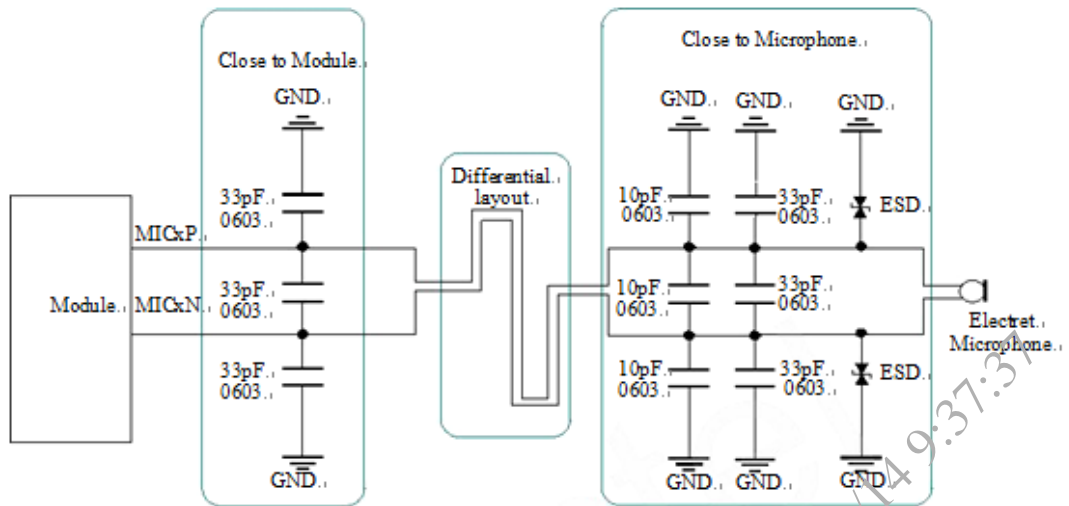 Close to Module.
GND.
33pF.
0603.
MICxP.
Module.
MICxN.
33pF.
0603.
33pF.
0603.
GND.
Differential.
layout.
Close to Microphone.
GND.
GND.
GND.
10pF.
0603.
33pF.
0603.
ESD.
10pF.
0603.
33pF.
0603.
10pF.
0603.
33pF.
0603.
ESD.
GND.
GND.
GND.
Electret.
Microphone.
9:37:37